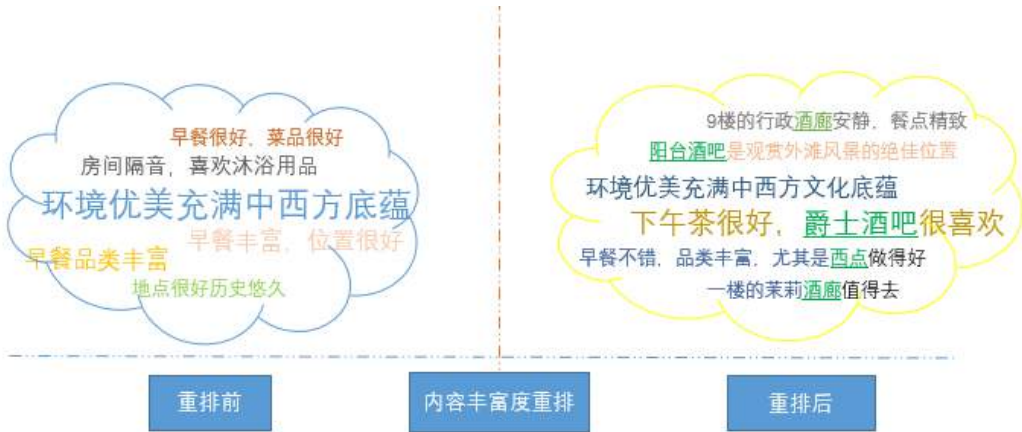 早餐很好，菜品很好
房间隔音，喜欢沐浴用品
环境优美充满中西方底蕴
早餐丰富，位置很好
早餐品类丰富
地点很好历史悠久
9楼的行政酒廊安静，餐点精致
阳台酒吧是观赏外滩风景的绝佳位置
环境优美充满中西方文化底蕴
下午茶很好，爵士酒吧很喜欢
早餐不错，品类丰富，尤其是西点做得好
一楼的茉莉酒廊值得去
重排前
内容丰富度重排
重排后